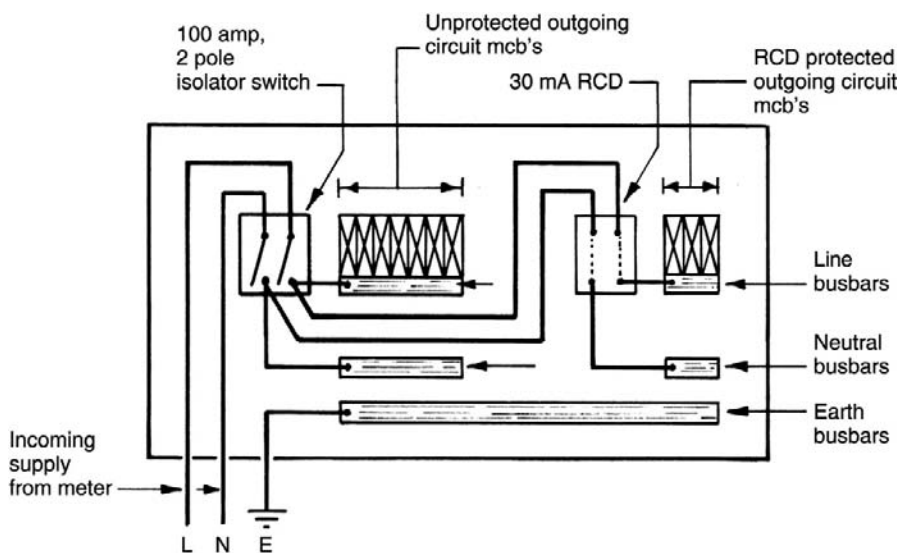 100 amp,
2 pole
isolator switch
Unprotected outgoing
circuit mcb's
30 mA RCD
RCD protected
outgoing circuit
mcb's
Line
busbars
Neutral
busbars
Earth
busbars
Incoming
supply
from meter
L N E